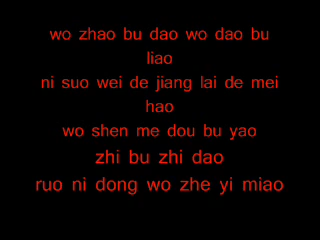 wo zhao bu dao wo dao bu
liao
ni suo wei de jiang lai de mei
hao
wo shen me dou bu yao
zhi bu zhi dao
ruo ni dong wo zhe yi miao